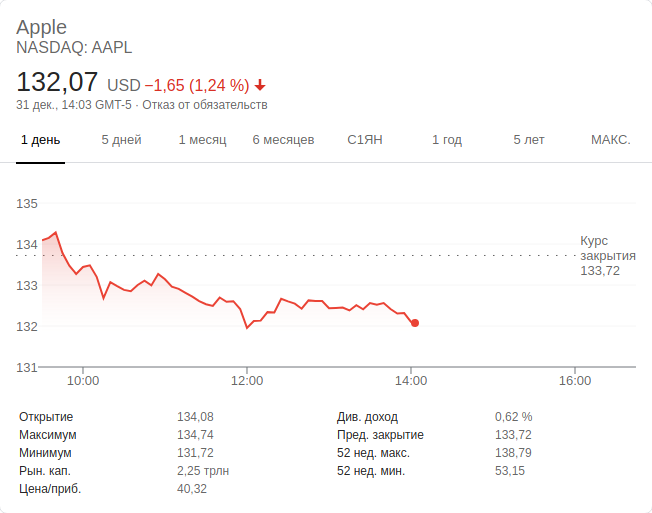 Apple
NASDAQ: AAPL
132,07 USD −1,65 (1,24 %)
31 дек., 14:03 GMT-5 · Отказ от обязательств
1 день 5 дней 1 месяц 6 месяцев С1ЯН 1 год 5 лет МАКС.
135
134
133
132
131
Курс
закрытия
133,72
10:00 12:00 14:00 16:00
Открытие 134,08 Див. доход 0,62 %
Максимум 134,74 Пред. закрытие 133,72
Минимум 131,72 52 нед. макс. 138,79
Рын. кап. 2,25 трлн 52 нед. мин. 53,15
Цена/приб. 40,32